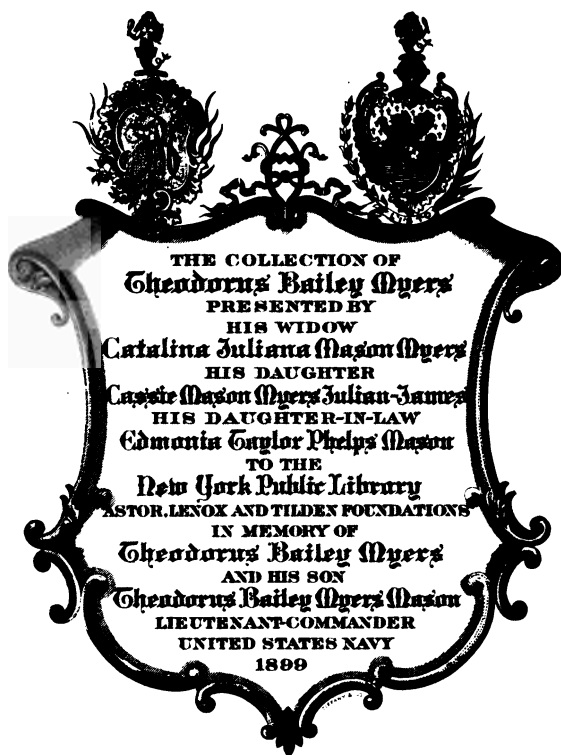 THE COLLECTION OF
Theodorus Bailey Myers
PRESENTED BY
HIS WIDOW
Catalina Juliana Mason Myers
HIS DAUGHTER
Cassie Mason Myers Julian-James
HIS DAUGHTER-IN-LAW
Edmonia Taylor Phelps Mason
TO THE
New York Public Library
ASTOR, LENOX AND TILDEN FOUNDATIONS
IN MEMORY OF
Theodorus Bailey Myers
AND HIS SON
Theodorus Bailey Myers Mason
LIEUTENANT-COMMANDER
UNITED STATES NAVY
1899